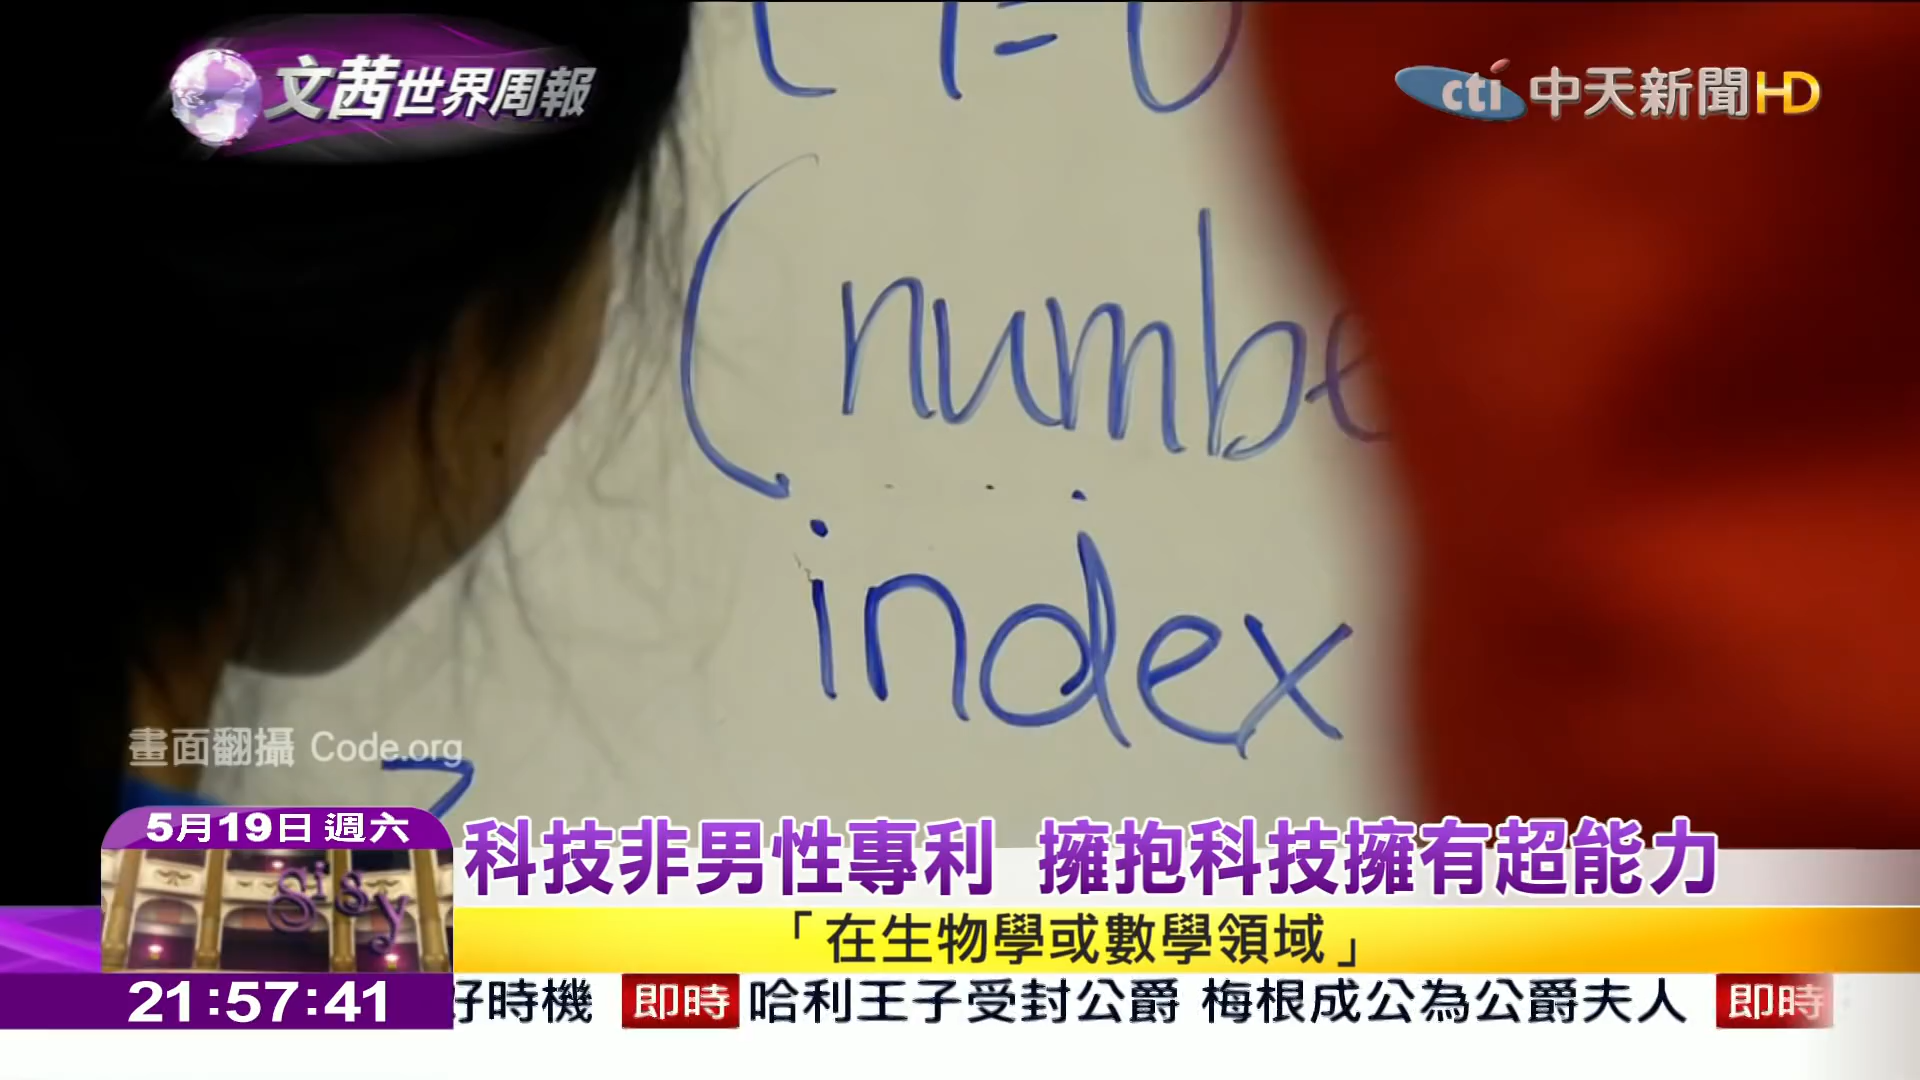 文茜世界周報
cti 中天新聞HD
(numbe
index
畫面翻攝 Code.org
5月19日 週六
科技非男性專利 擁抱科技擁有超能力
Sisy
「在生物學或數學領域」
21:57:41
好時機 即時 哈利王子受封公爵 梅根成公為公爵夫人 即時